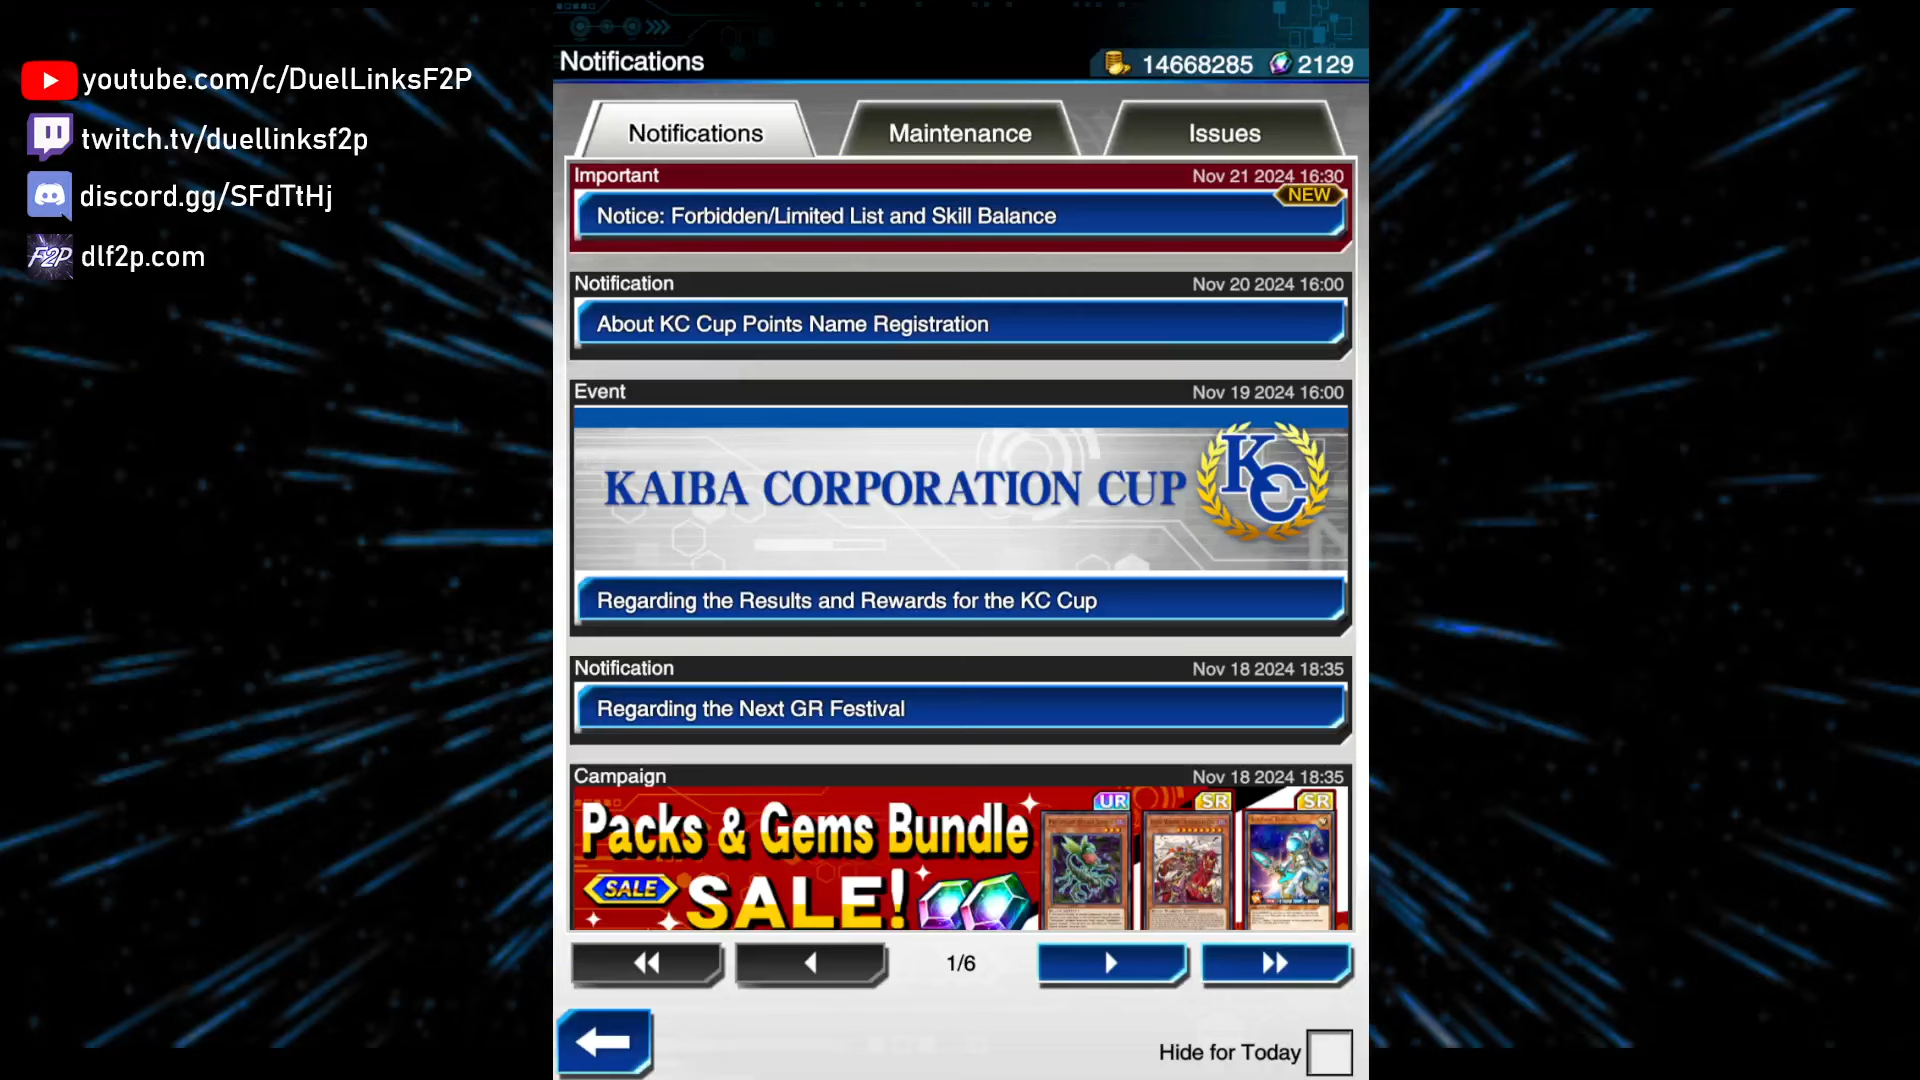 youtube.com/c/DuelLinksF2P
twitch.tv/duellinksf2p
discord.gg/SFdTtHj
F2P dlf2p.com
Notifications 14668285 2129
Notifications Maintenance Issues
Important Nov 21 2024 16:30
NEW
Notice: Forbidden/Limited List and Skill Balance
Notification Nov 20 2024 16:00
About KC Cup Points Name Registration
Event Nov 19 2024 16:00
KAIBA CORPORATION CUP KC
Regarding the Results and Rewards for the KC Cup
Notification Nov 18 2024 18:35
Regarding the Next GR Festival
Campaign Nov 18 2024 18:35
Packs & Gems Bundle UR SR SR
SALE SALE!
1/6
Hide for Today